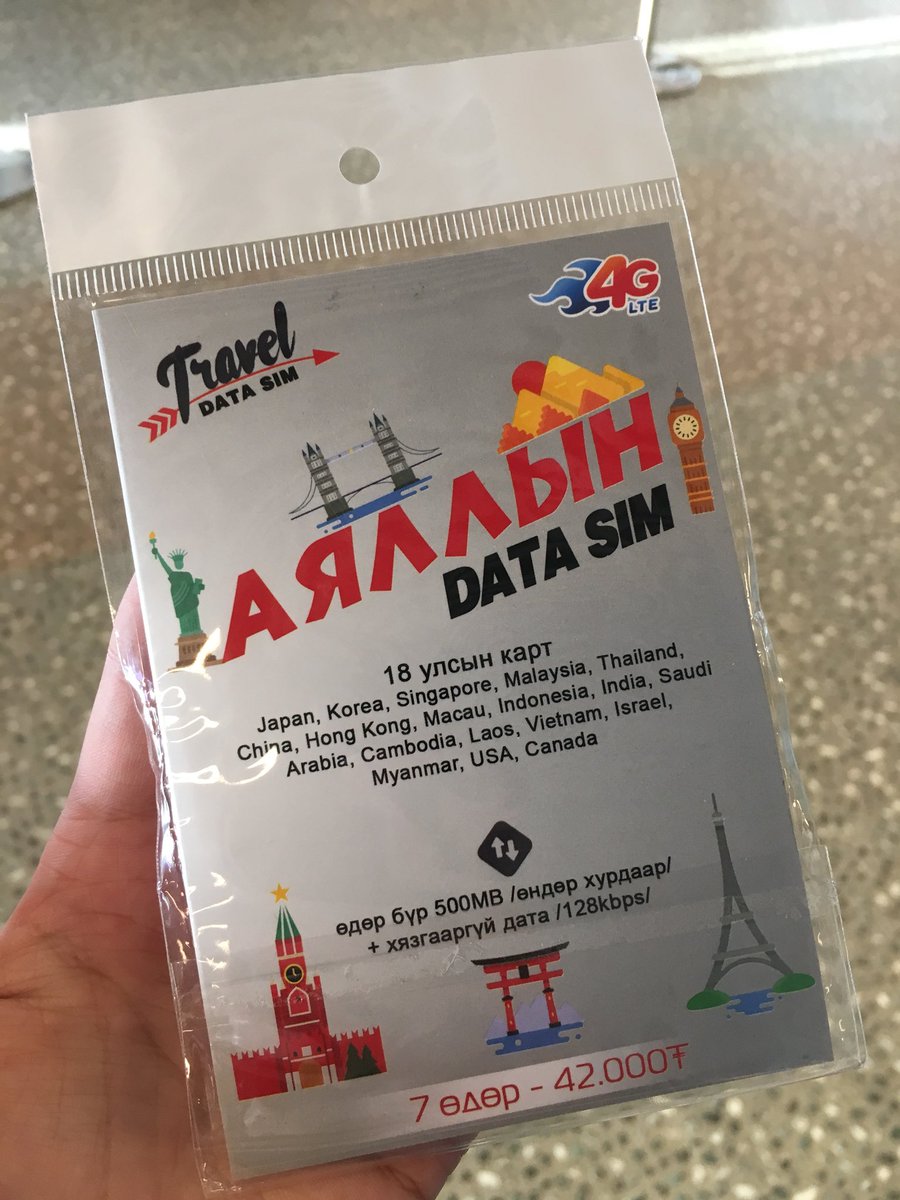 4G
LTE
Travel
DATA SIM
АЯЛЛЫН
DATA SIM
18 улсын карт
Japan, Korea, Singapore, Malaysia, Thailand,
China, Hong Kong, Macau, Indonesia, India, Saudi
Arabia, Cambodia, Laos, Vietnam, Israel,
Myanmar, USA, Canada
өдөр бүр 500MB /өндөр хурдаар/
+ хязгааргүй дата /128kbps/
7 өдөр - 42.000₮